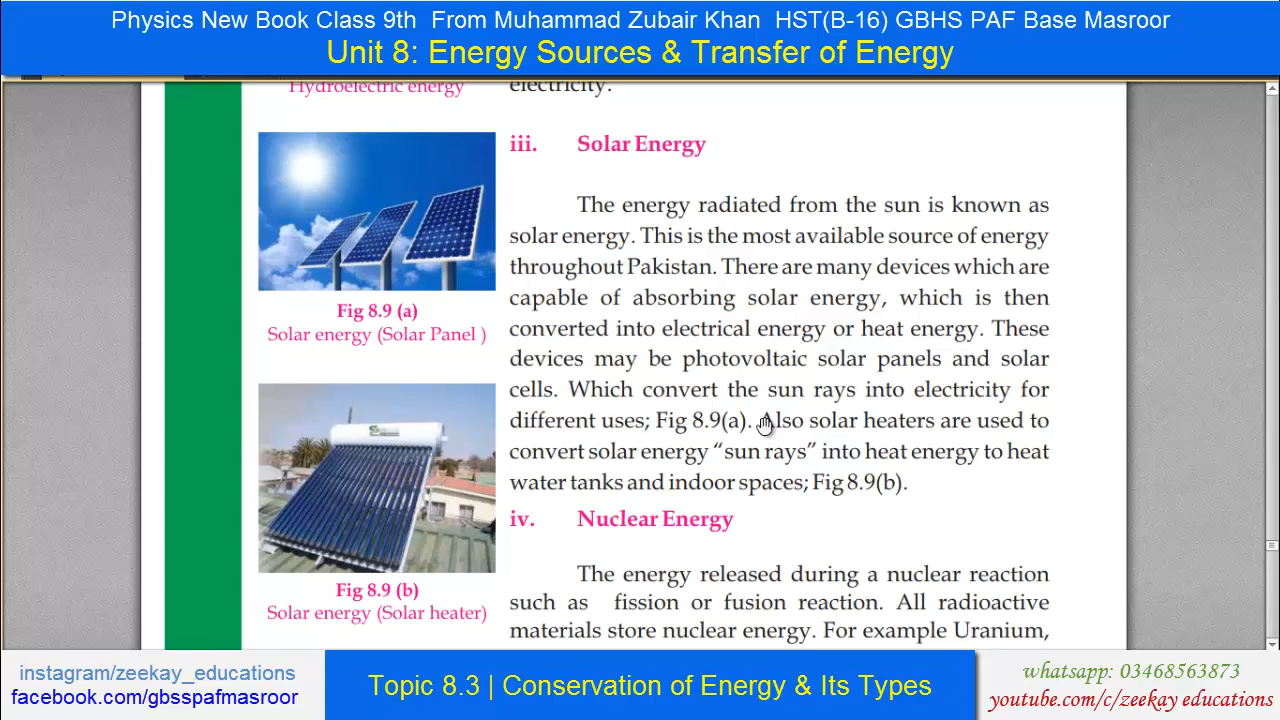 Physics New Book Class 9th From Muhammad Zubair Khan HST(B-16) GBHS PAF Base Masroor
Unit 8: Energy Sources & Transfer of Energy
Hydroelectric energy
electricity.
Fig 8.9 (a)
Solar energy (Solar Panel )
Fig 8.9 (b)
Solar energy (Solar heater)
iii. Solar Energy
The energy radiated from the sun is known as
solar energy. This is the most available source of energy
throughout Pakistan. There are many devices which are
capable of absorbing solar energy, which is then
converted into electrical energy or heat energy. These
devices may be photovoltaic solar panels and solar
cells. Which convert the sun rays into electricity for
different uses; Fig 8.9(a). Also solar heaters are used to
convert solar energy “sun rays” into heat energy to heat
water tanks and indoor spaces; Fig 8.9(b).
iv. Nuclear Energy
The energy released during a nuclear reaction
such as fission or fusion reaction. All radioactive
materials store nuclear energy. For example Uranium,
instagram/zeekay_educations
facebook.com/gbsspafmasroor
Topic 8.3 | Conservation of Energy & Its Types
whatsapp: 03468563873
youtube.com/c/zeekay educations